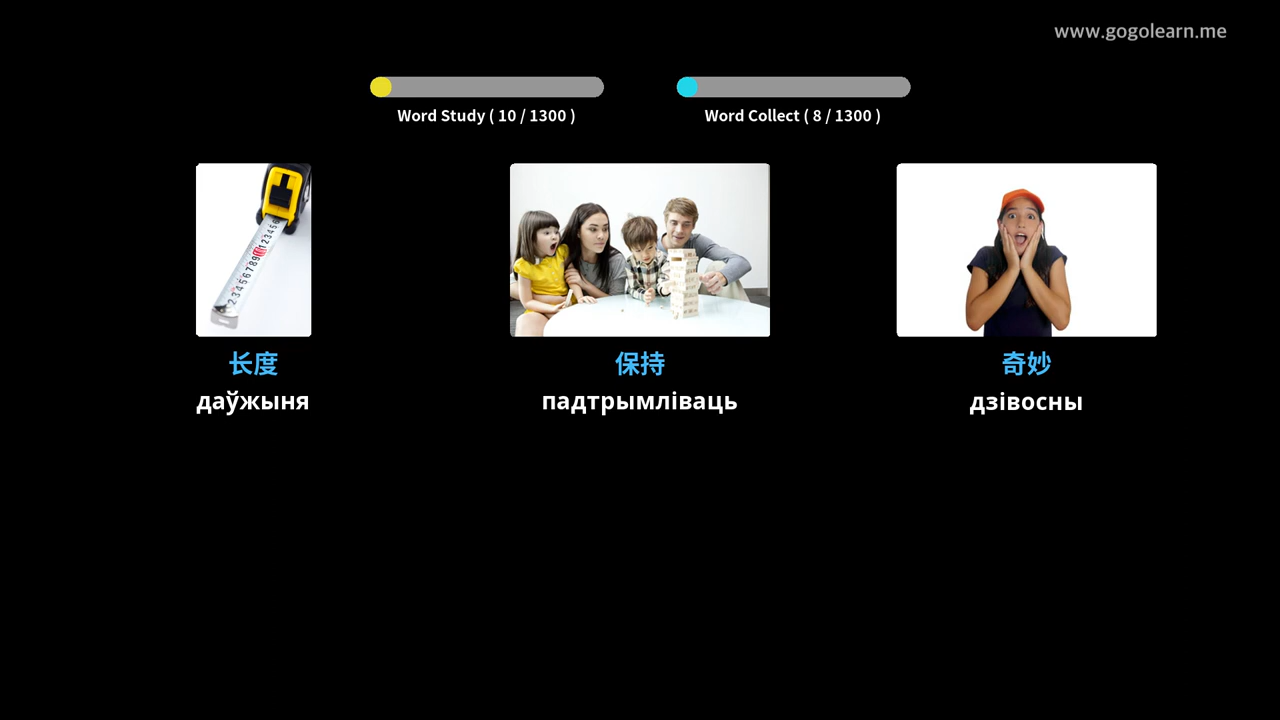 www.gogolearn.me
Word Study ( 10 / 1300 )
Word Collect ( 8 / 1300 )
长度
保持
奇妙
даўжыня
падтрымліваць
дзівосны